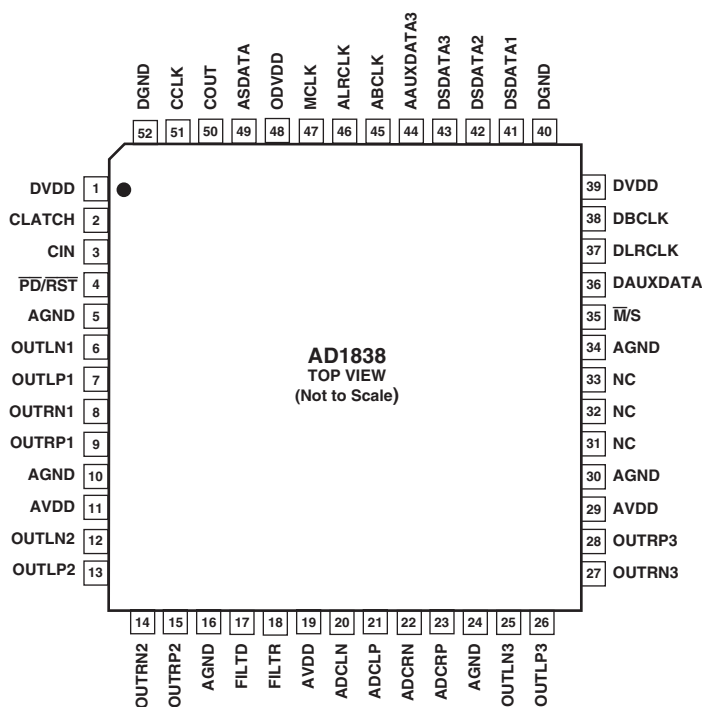 DGND
CCLK
COUT
ASDATA
ODVDD
MCLK
ALRCLK
ABCLK
AAUXDATA3
DSDATA3
DSDATA2
DSDATA1
DGND
52 51 50 49 48 47 46 45 44 43 42 41 40
DVDD 1
CLATCH 2
CIN 3
PD/RST 4
AGND 5
OUTLN1 6
OUTLP1 7
OUTRN1 8
OUTRP1 9
AGND 10
AVDD 11
OUTLN2 12
OUTLP2 13
AD1838
TOP VIEW
(Not to Scale)
39 DVDD
38 DBCLK
37 DLRCLK
36 DAUXDATA
35 M/S
34 AGND
33 NC
32 NC
31 NC
30 AGND
29 AVDD
28 OUTRP3
27 OUTRN3
14 15 16 17 18 19 20 21 22 23 24 25 26
OUTRN2
OUTRP2
AGND
FILTD
FILTR
AVDD
ADCLN
ADCLP
ADCRN
ADCRP
AGND
OUTLN3
OUTLP3